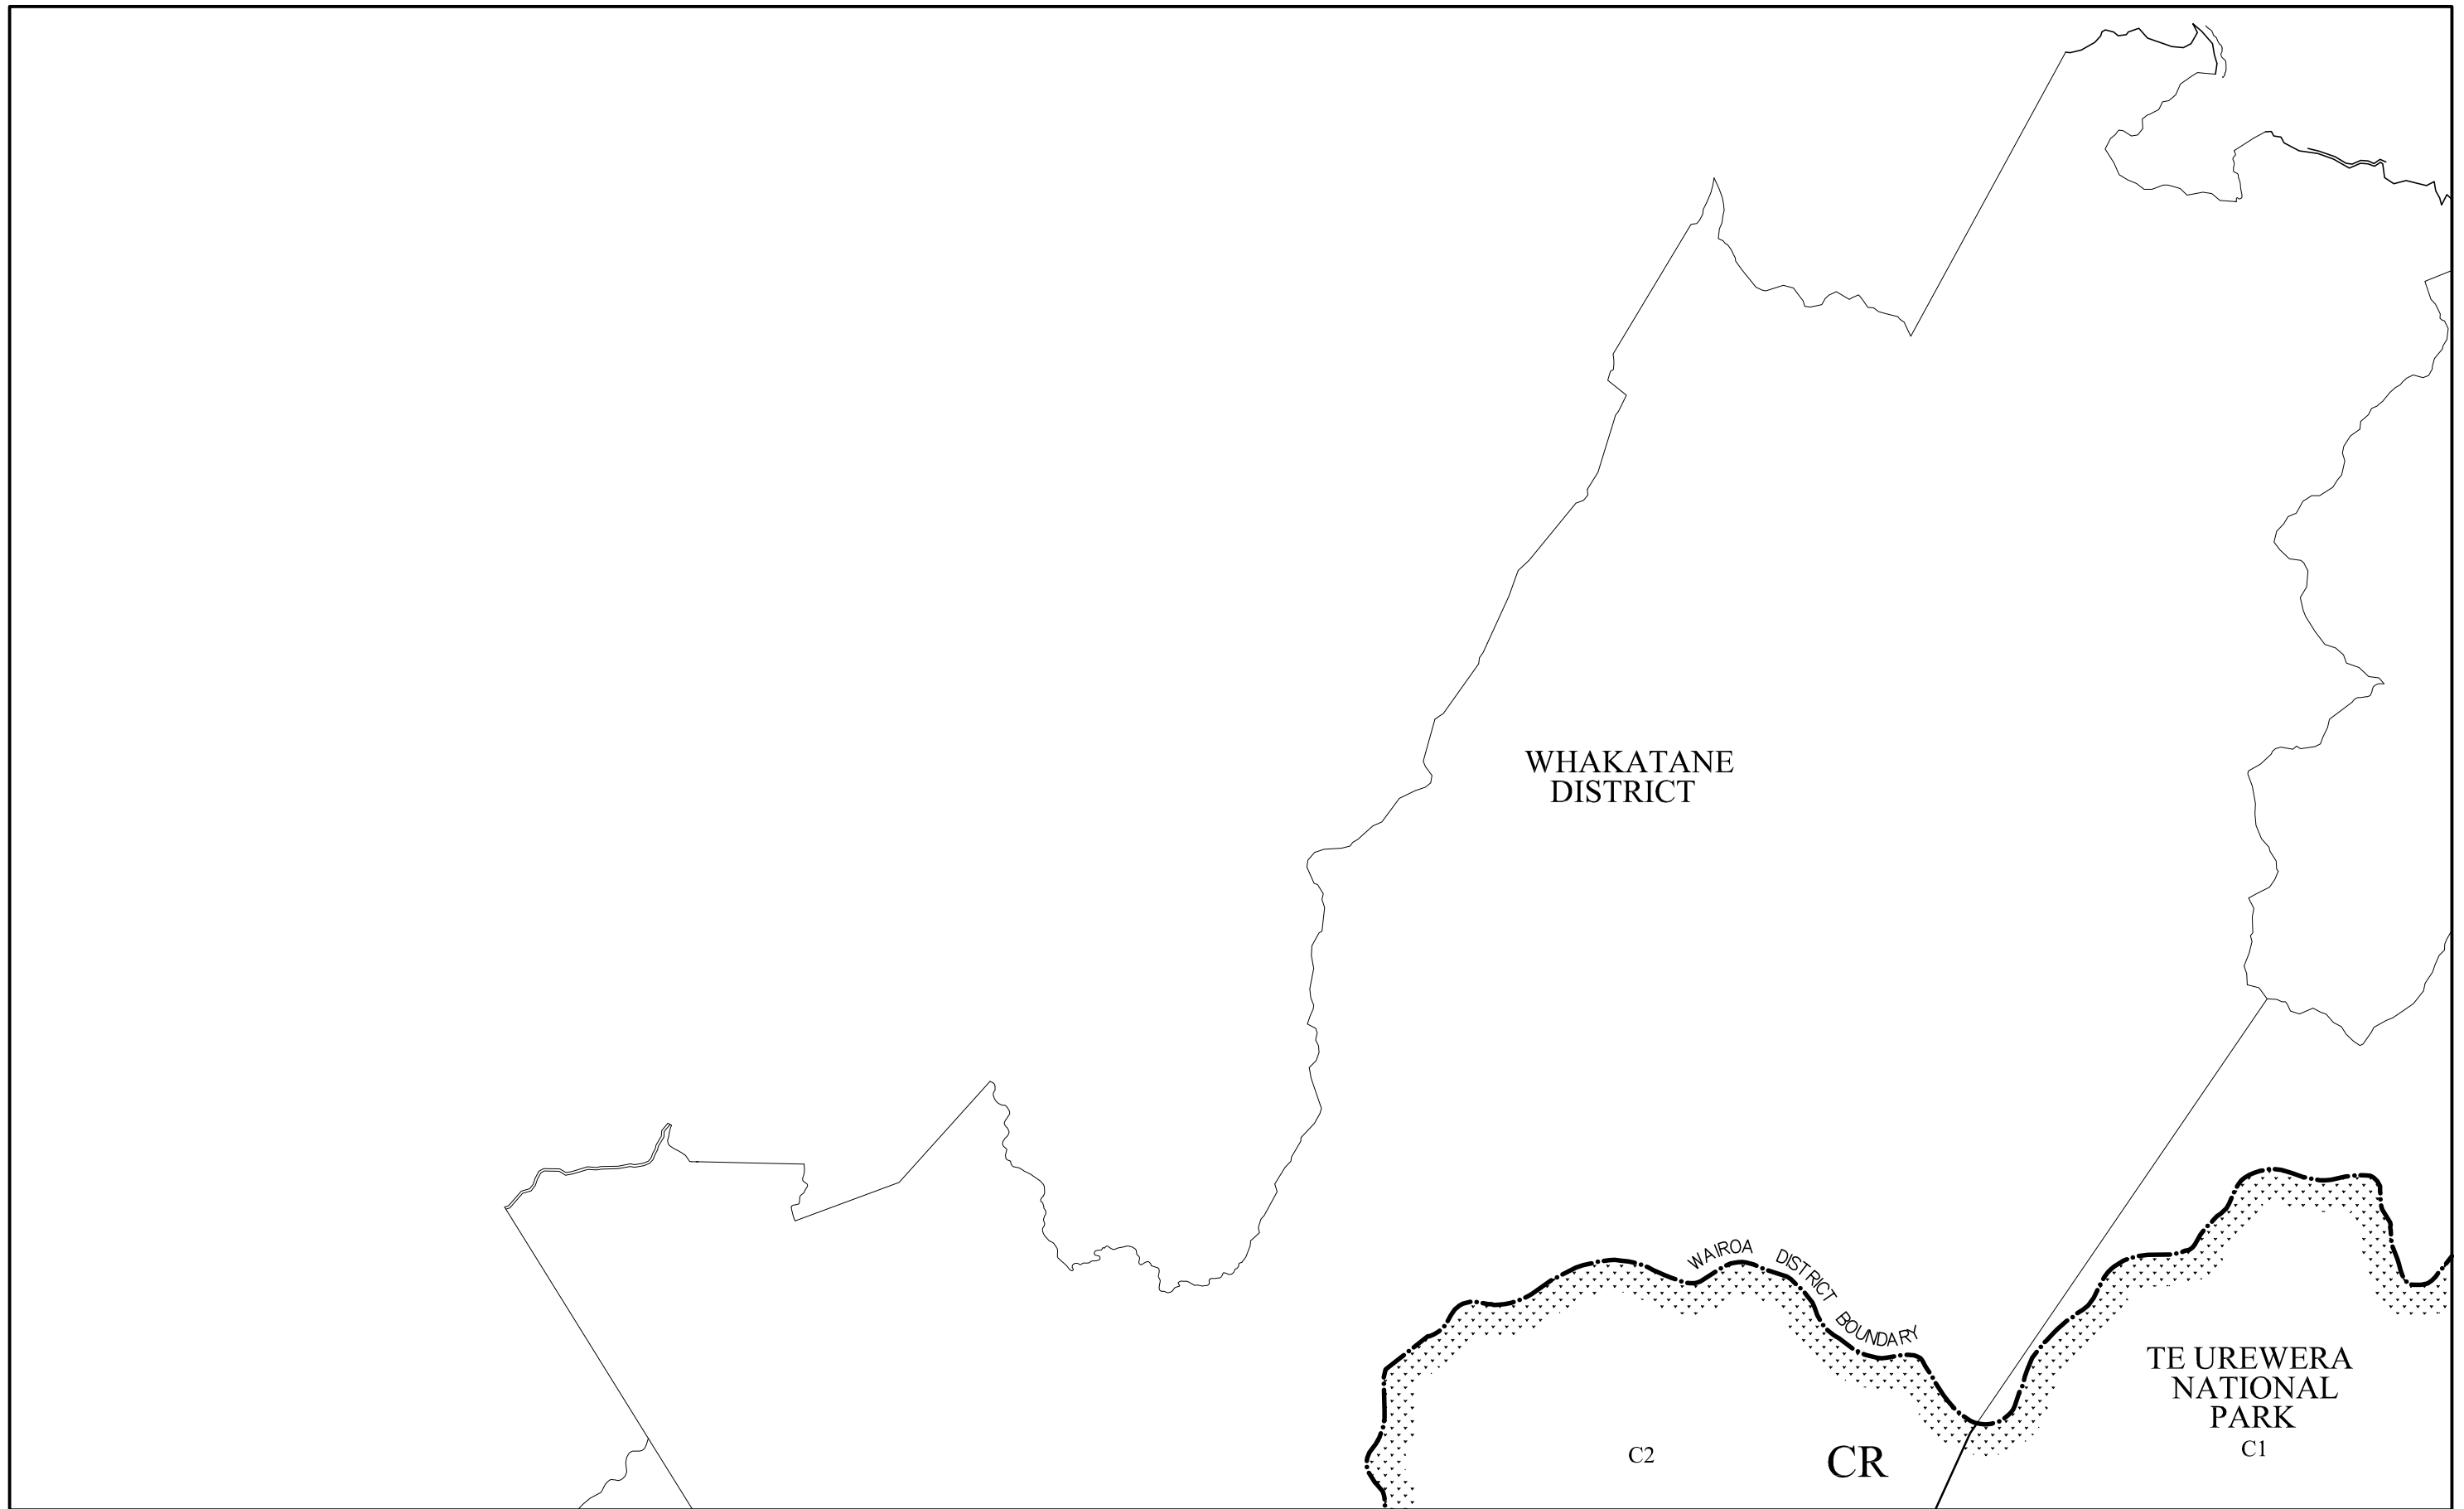 WHAKATANE
DISTRICT
WAIROA DISTRICT BOUNDARY
TE UREWERA
NATIONAL
PARK
C1
C2
CR